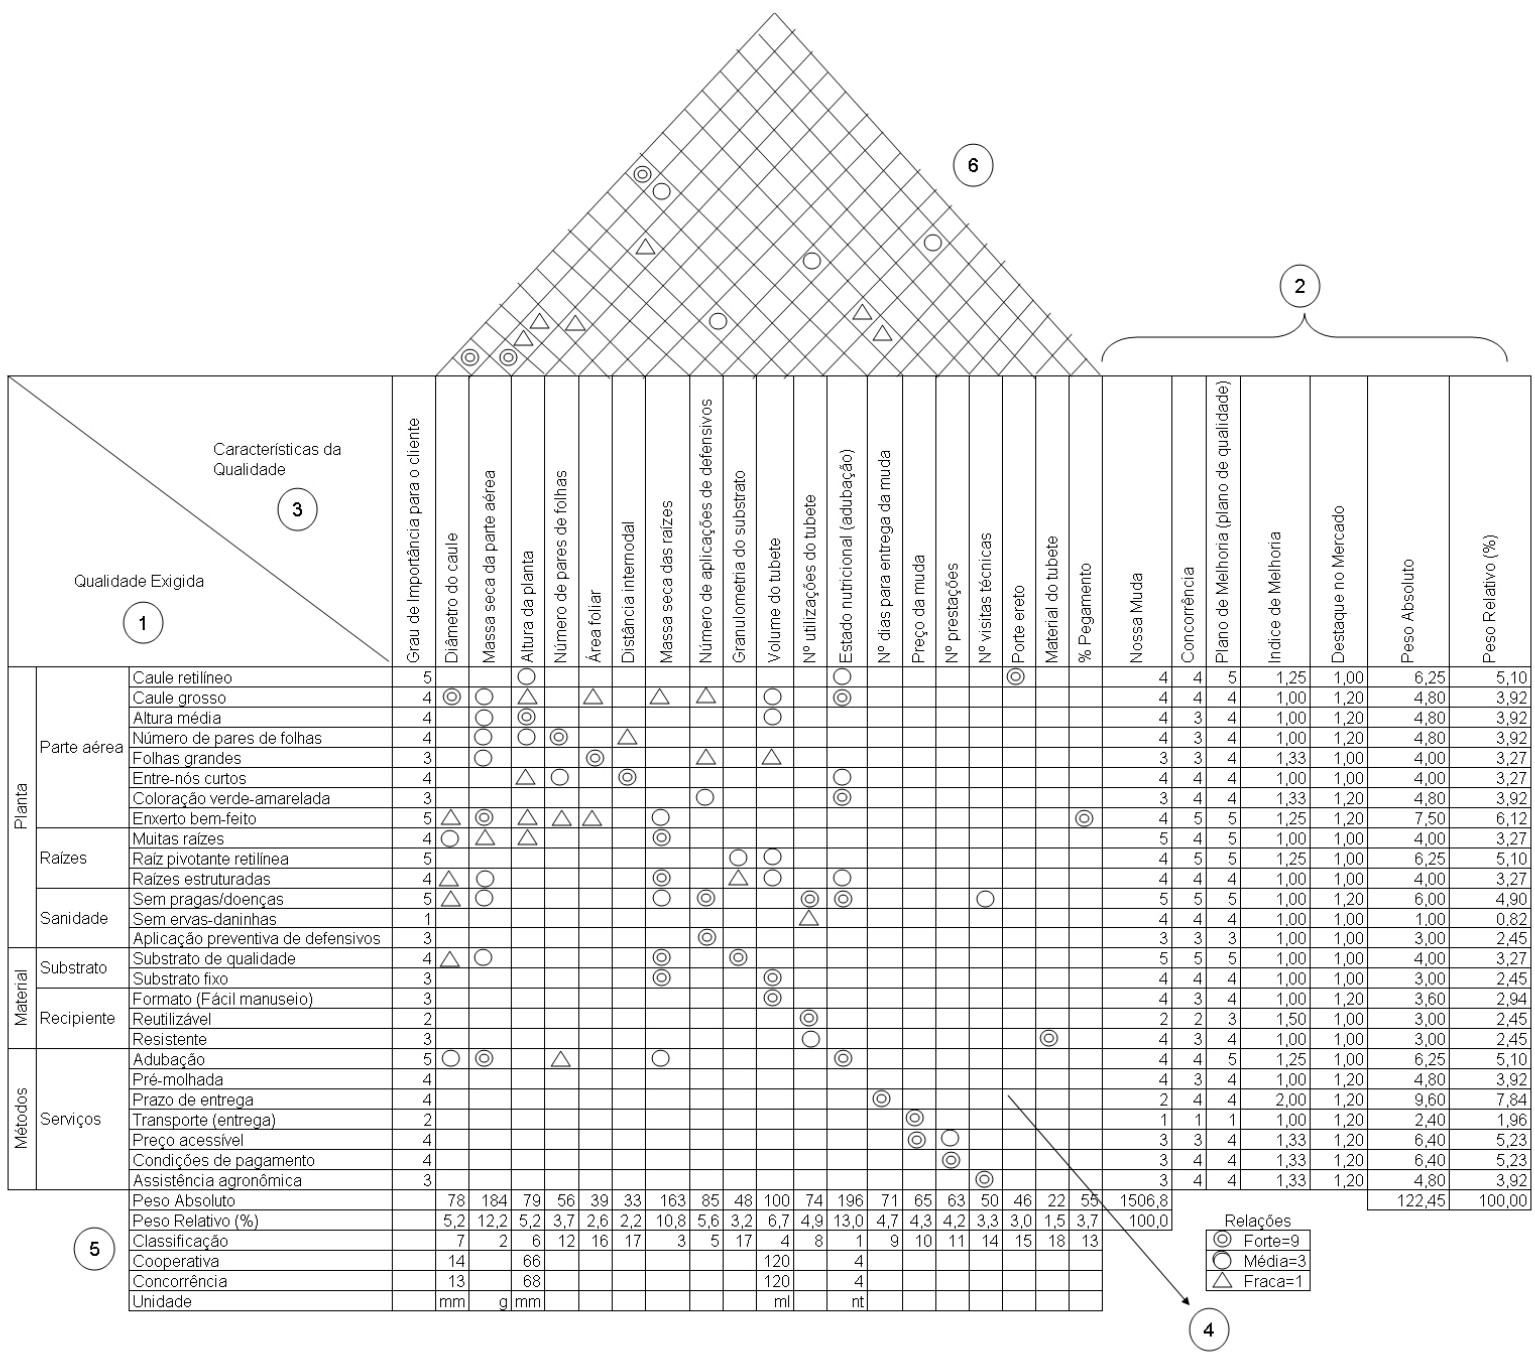 6
2
Características da
Qualidade
3
Qualidade Exigida
1
Grau de Importância para o cliente
Diâmetro do caule
Massa seca da parte aérea
Altura da planta
Número de pares de folhas
Área foliar
Distância internodal
Massa seca das raízes
Número de aplicações de defensivos
Granulometria do substrato
Volume do tubete
Nº utilizações do tubete
Estado nutricional (adubação)
Nº dias para entrega da muda
Preço da muda
Nº prestações
Nº visitas técnicas
Porte ereto
Material do tubete
% Pegamento
Nossa Muda
Concorrência
Plano de Melhoria (plano de qualidade)
Indice de Melhoria
Destaque no Mercado
Peso Absoluto
Peso Relativo (%)
Planta
Parte aérea
Caule retilíneo 5 4 4 5 1,25 1,00 6,25 5,10
Caule grosso 4 4 4 4 1,00 1,20 4,80 3,92
Altura média 4 4 3 4 1,00 1,20 4,80 3,92
Número de pares de folhas 4 4 3 4 1,00 1,20 4,80 3,92
Folhas grandes 3 3 3 4 1,33 1,00 4,00 3,27
Entre-nós curtos 4 4 4 4 1,00 1,00 4,00 3,27
Coloração verde-amarelada 3 3 4 4 1,33 1,20 4,80 3,92
Enxerto bem-feito 5 4 5 5 1,25 1,20 7,50 6,12
Raízes
Muitas raízes 4 5 4 5 1,00 1,00 4,00 3,27
Raíz pivotante retilínea 5 4 5 5 1,25 1,00 6,25 5,10
Raízes estruturadas 4 4 4 4 1,00 1,00 4,00 3,27
Sanidade
Sem pragas/doenças 5 5 5 5 1,00 1,20 6,00 4,90
Sem ervas-daninhas 1 4 4 4 1,00 1,00 1,00 0,82
Aplicação preventiva de defensivos 3 3 3 3 1,00 1,00 3,00 2,45
Material
Substrato
Substrato de qualidade 4 5 5 5 1,00 1,00 4,00 3,27
Substrato fixo 3 4 4 4 1,00 1,00 3,00 2,45
Recipiente
Formato (Fácil manuseio) 3 4 3 4 1,00 1,20 3,60 2,94
Reutilizável 2 2 2 3 1,50 1,00 3,00 2,45
Resistente 3 4 3 4 1,00 1,00 3,00 2,45
Métodos
Serviços
Adubação 5 4 4 5 1,25 1,00 6,25 5,10
Pré-molhada 4 4 3 4 1,00 1,20 4,80 3,92
Prazo de entrega 4 2 4 4 2,00 1,20 9,60 7,84
Transporte (entrega) 2 1 1 1 1,00 1,20 2,40 1,96
Preço acessível 4 3 3 4 1,33 1,20 6,40 5,23
Condições de pagamento 4 3 4 4 1,33 1,20 6,40 5,23
Assistência agronômica 3 3 4 4 1,33 1,20 4,80 3,92
Peso Absoluto 78 184 79 56 39 33 163 85 48 100 74 196 71 65 63 50 46 22 55 1506,8 122,45 100,00
Peso Relativo (%) 5,2 12,2 5,2 3,7 2,6 2,2 10,8 5,6 3,2 6,7 4,9 13,0 4,7 4,3 4,2 3,3 3,0 1,5 3,7 100,0
Classificação 7 2 6 12 16 17 3 5 17 4 8 1 9 10 11 14 15 18 13
Cooperativa 14 66 120 4
Concorrência 13 68 120 4
Unidade mm g mm ml nt
5
Relações
Forte=9
Média=3
Fraca=1
4